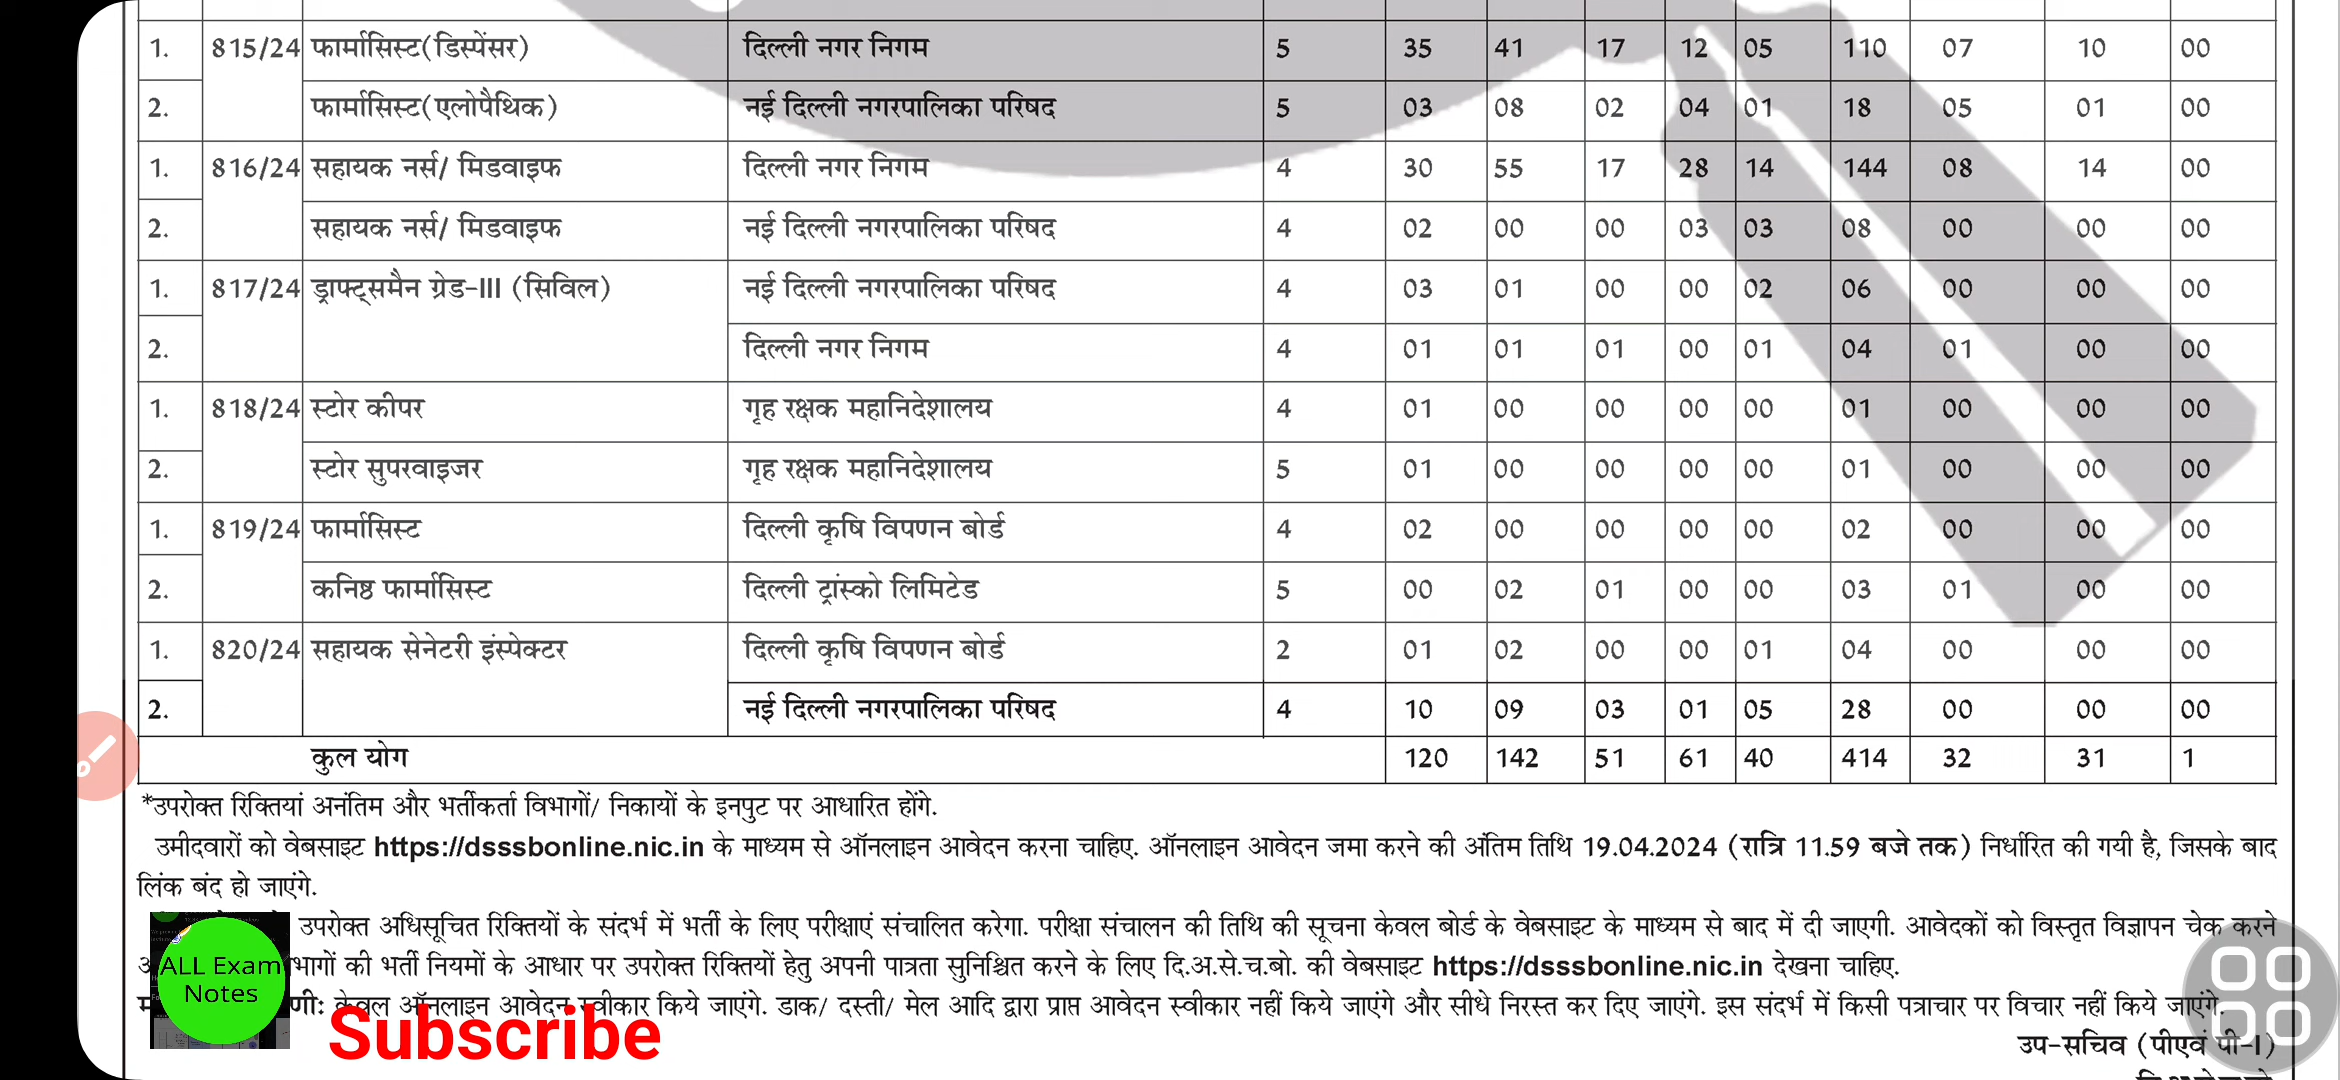 1. 815/24 फार्मासिस्ट(डिस्पेंसर) दिल्ली नगर निगम 5 35 41 17 12 05 110 07 10 00
2. फार्मासिस्ट(एलोपैथिक) नई दिल्ली नगरपालिका परिषद 5 03 08 02 04 01 18 05 01 00
1. 816/24 सहायक नर्स/ मिडवाइफ दिल्ली नगर निगम 4 30 55 17 28 14 144 08 14 00
2. सहायक नर्स/ मिडवाइफ नई दिल्ली नगरपालिका परिषद 4 02 00 00 03 03 08 00 00 00
1. 817/24 ड्राफ्ट्समैन ग्रेड-III (सिविल) नई दिल्ली नगरपालिका परिषद 4 03 01 00 00 02 06 00 00 00
2. दिल्ली नगर निगम 4 01 01 01 00 01 04 01 00 00
1. 818/24 स्टोर कीपर गृह रक्षक महानिदेशालय 4 01 00 00 00 00 01 00 00 00
2. स्टोर सुपरवाइजर गृह रक्षक महानिदेशालय 5 01 00 00 00 00 01 00 00 00
1. 819/24 फार्मासिस्ट दिल्ली कृषि विपणन बोर्ड 4 02 00 00 00 00 02 00 00 00
2. कनिष्ठ फार्मासिस्ट दिल्ली ट्रांस्को लिमिटेड 5 00 02 01 00 00 03 01 00 00
1. 820/24 सहायक सेनेटरी इंस्पेक्टर दिल्ली कृषि विपणन बोर्ड 2 01 02 00 00 01 04 00 00 00
2. नई दिल्ली नगरपालिका परिषद 4 10 09 03 01 05 28 00 00 00
कुल योग 120 142 51 61 40 414 32 31 1
*उपरोक्त रिक्तियां अनंतिम और भर्तीकर्ता विभागों/ निकायों के इनपुट पर आधारित होंगे.
उमीदवारों को वेबसाइट https://dsssbonline.nic.in के माध्यम से ऑनलाइन आवेदन करना चाहिए. ऑनलाइन आवेदन जमा करने की अंतिम तिथि 19.04.2024 (रात्रि 11.59 बजे तक) निर्धारित की गयी है, जिसके बाद
लिंक बंद हो जाएंगे.
उपरोक्त अधिसूचित रिक्तियों के संदर्भ में भर्ती के लिए परीक्षाएं संचालित करेगा. परीक्षा संचालन की तिथि की सूचना केवल बोर्ड के वेबसाइट के माध्यम से बाद में दी जाएगी. आवेदकों को विस्तृत विज्ञापन चेक करने
भागों की भर्ती नियमों के आधार पर उपरोक्त रिक्तियों हेतु अपनी पात्रता सुनिश्चित करने के लिए दि.अ.से.च.बो. की वेबसाइट https://dsssbonline.nic.in देखना चाहिए.
णीः केवल ऑनलाइन आवेदन स्वीकार किये जाएंगे. डाक/ दस्ती/ मेल आदि द्वारा प्राप्त आवेदन स्वीकार नहीं किये जाएंगे और सीधे निरस्त कर दिए जाएंगे. इस संदर्भ में किसी पत्राचार पर विचार नहीं किये जाएंगे.
ALL Exam
Notes
Subscribe
उप-सचिव (पीएवं पी-I)